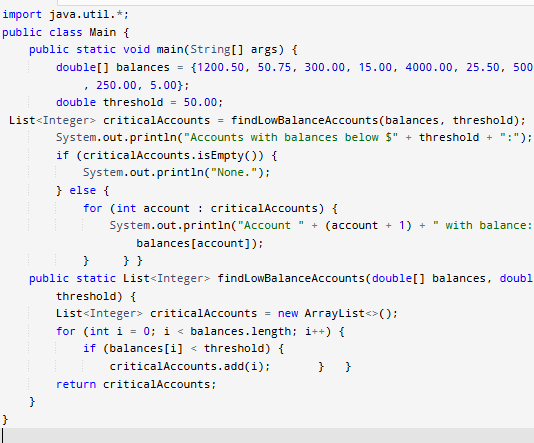 import java.util.*;
public class Main {
public static void main(String[] args) {
double[] balances = {1200.50, 50.75, 300.00, 15.00, 4000.00, 25.50, 500
, 250.00, 5.00};
double threshold = 50.00;
List<Integer> criticalAccounts = findLowBalanceAccounts(balances, threshold);
System.out.println("Accounts with balances below $" + threshold + ":");
if (criticalAccounts.isEmpty()) {
System.out.println("None.");
} else {
for (int account : criticalAccounts) {
System.out.println("Account " + (account + 1) + " with balance:
balances[account]);
}     } }
public static List<Integer> findLowBalanceAccounts(double[] balances, doubl
threshold) {
List<Integer> criticalAccounts = new ArrayList<>();
for (int i = 0; i < balances.length; i++) {
if (balances[i] < threshold) {
criticalAccounts.add(i);       }   }
return criticalAccounts;
}
}